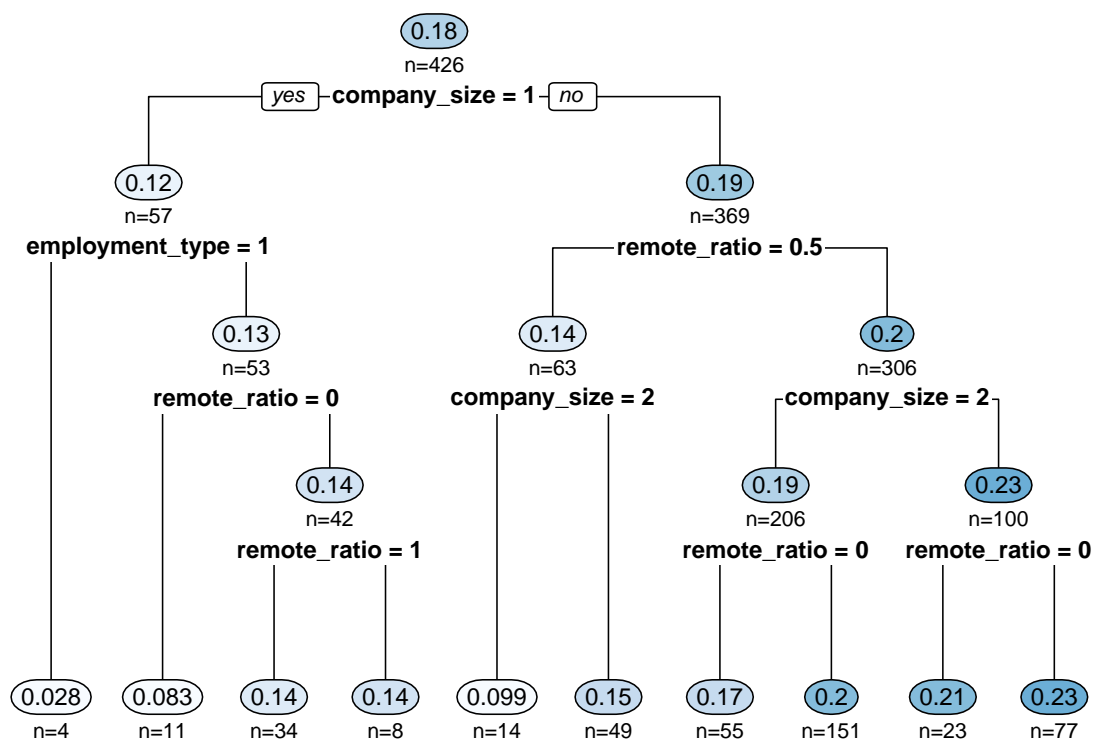 0.18
n=426
yes company_size = 1 no
0.12 0.19
n=57 n=369
employment_type = 1 remote_ratio = 0.5
0.13 0.14 0.2
n=53 n=63 n=306
remote_ratio = 0 company_size = 2 company_size = 2
0.14 0.19 0.23
n=42 n=206 n=100
remote_ratio = 1 remote_ratio = 0 remote_ratio = 0
0.028 0.083 0.14 0.14 0.099 0.15 0.17 0.2 0.21 0.23
n=4 n=11 n=34 n=8 n=14 n=49 n=55 n=151 n=23 n=77